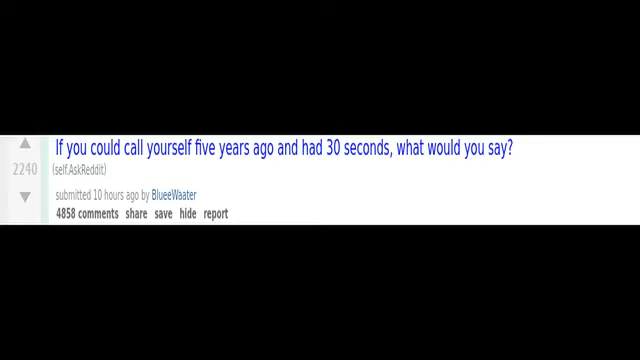 If you could call yourself five years ago and had 30 seconds, what would you say?
2240
(self.AskReddit)
submitted 10 hours ago by BlueeWaater
4858 comments share save hide report